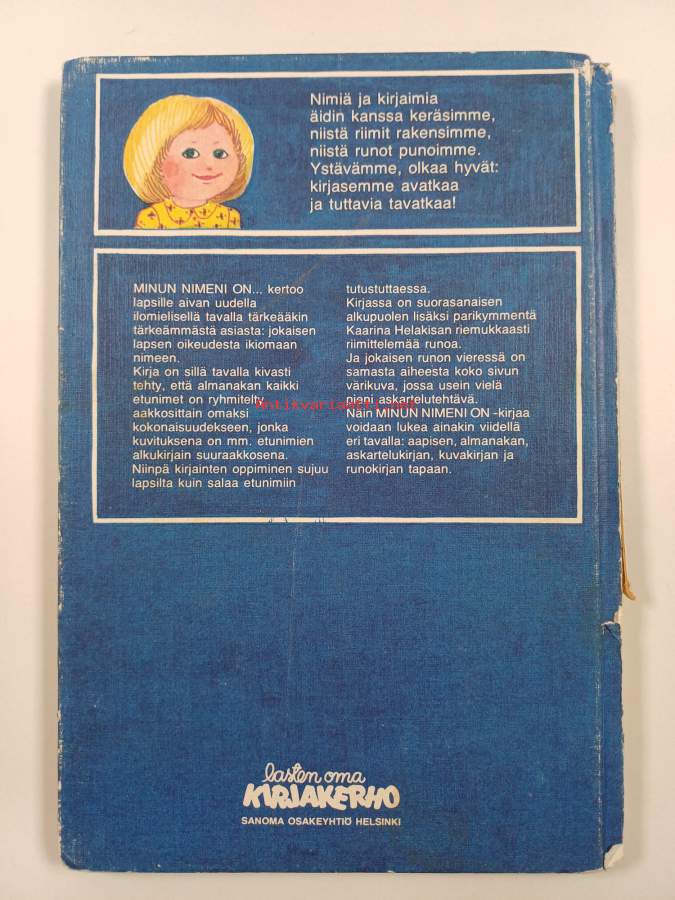 Nimiä ja kirjaimia
äidin kanssa keräsimme,
niistä riimit rakensimme,
niistä runot punoimme.
Ystävämme, olkaa hyvät:
kirjasemme avatkaa
ja tuttavia tavatkaa!
MINUN NIMENI ON... kertoo
lapsille aivan uudella
ilomielisellä tavalla tärkeääkin
tärkeämmästä asiasta: jokaisen
lapsen oikeudesta ikiomaan
nimeen.
Kirja on sillä tavalla kivasti
tehty, että almanakan kaikki
etunimet on ryhmitelty
aakkosittain omaksi
kokonaisuudekseen, jonka
kuvituksena on mm. etunimien
alkukirjain suuraakkosena.
Niinpä kirjainten oppiminen sujuu
lapsilta kuin salaa etunimiin
tutustuttaessa.
Kirjassa on suorasanaisen
alkupuolen lisäksi parikymmentä
Kaarina Helakisan riemukkaasti
riimittelemää runoa.
Ja jokaisen runon vieressä on
samasta aiheesta koko sivun
värikuva, jossa usein vielä
pieni askartelutehtävä.
Näin MINUN NIMENI ON -kirjaa
voidaan lukea ainakin viidellä
eri tavalla: aapisen, almanakan,
askartelukirjan, kuvakirjan ja
runokirjan tapaan.
Antikvariaatti.net
lasten oma
KIRJAKERHO
SANOMA OSAKEYHTIÖ HELSINKI